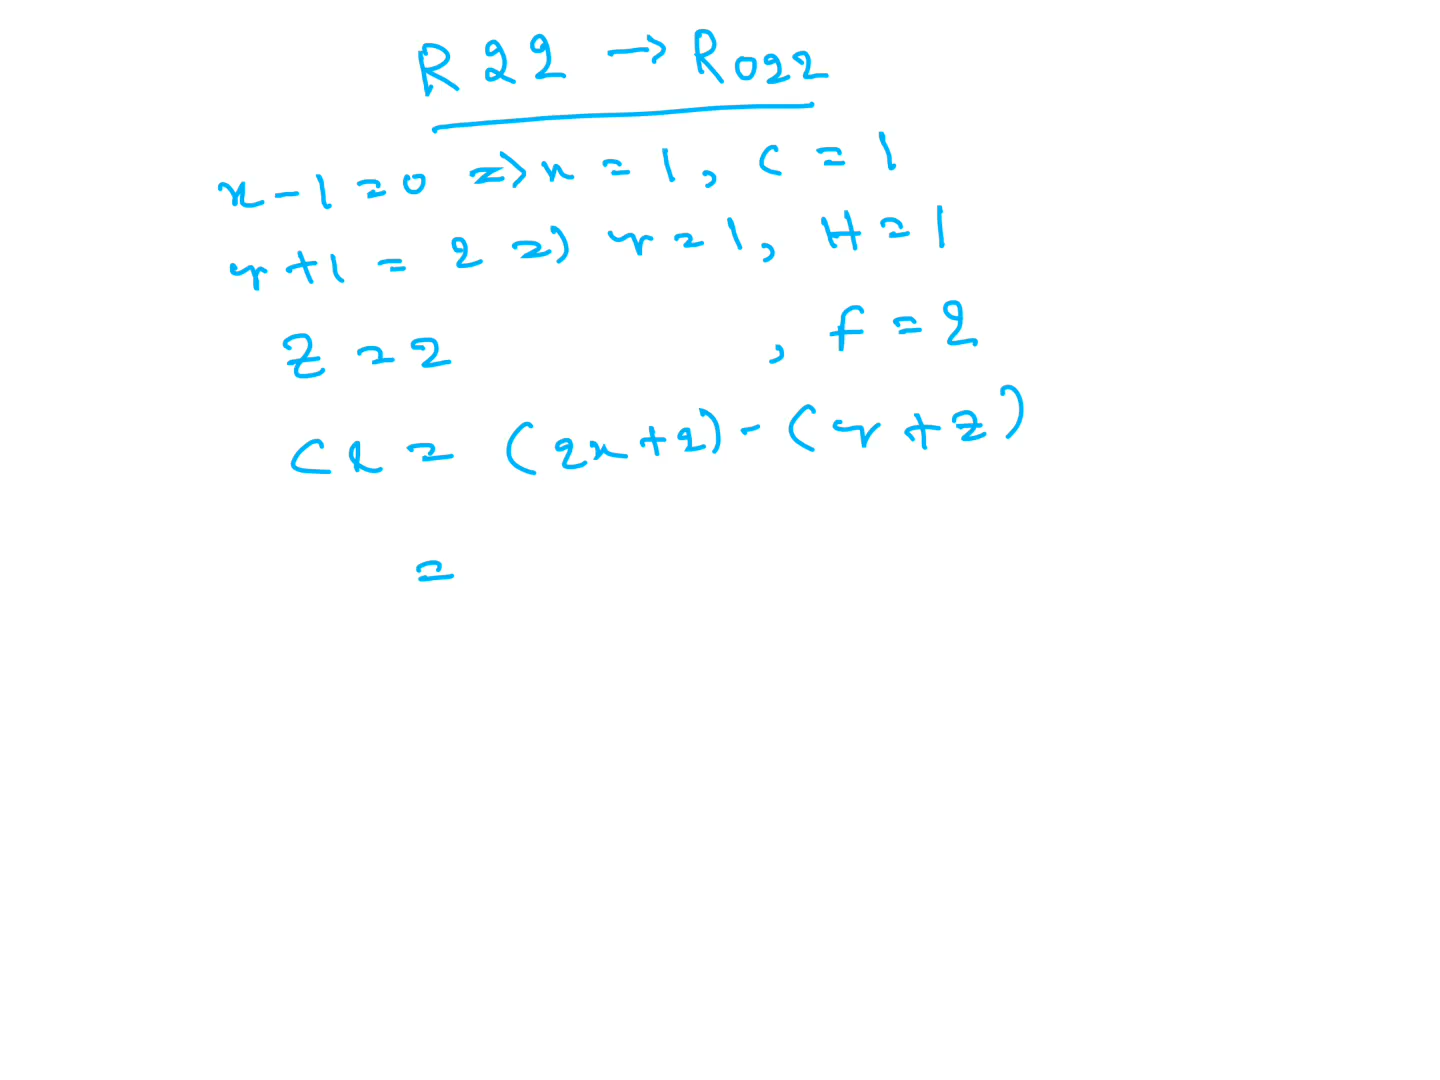 R22 → R022
x-1=0 => x = 1, C = 1
y+1 = 2 => y = 1, H = 1
Z = 2 , F = 2
Cl = (2x+2) - (y+z)
=